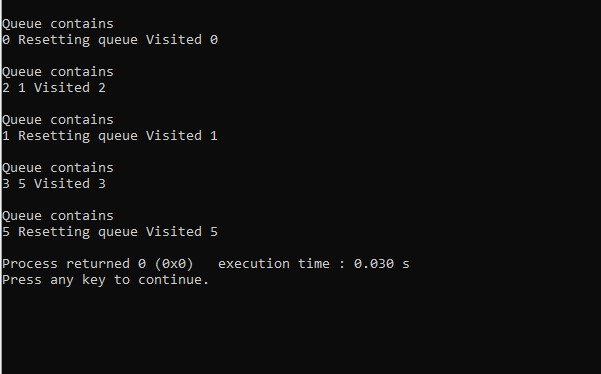 Queue contains
0 Resetting queue Visited 0
Queue contains
2 1 Visited 2
Queue contains
1 Resetting queue Visited 1
Queue contains
3 5 Visited 3
Queue contains
5 Resetting queue Visited 5
Process returned 0 (0x0)   execution time : 0.030 s
Press any key to continue.